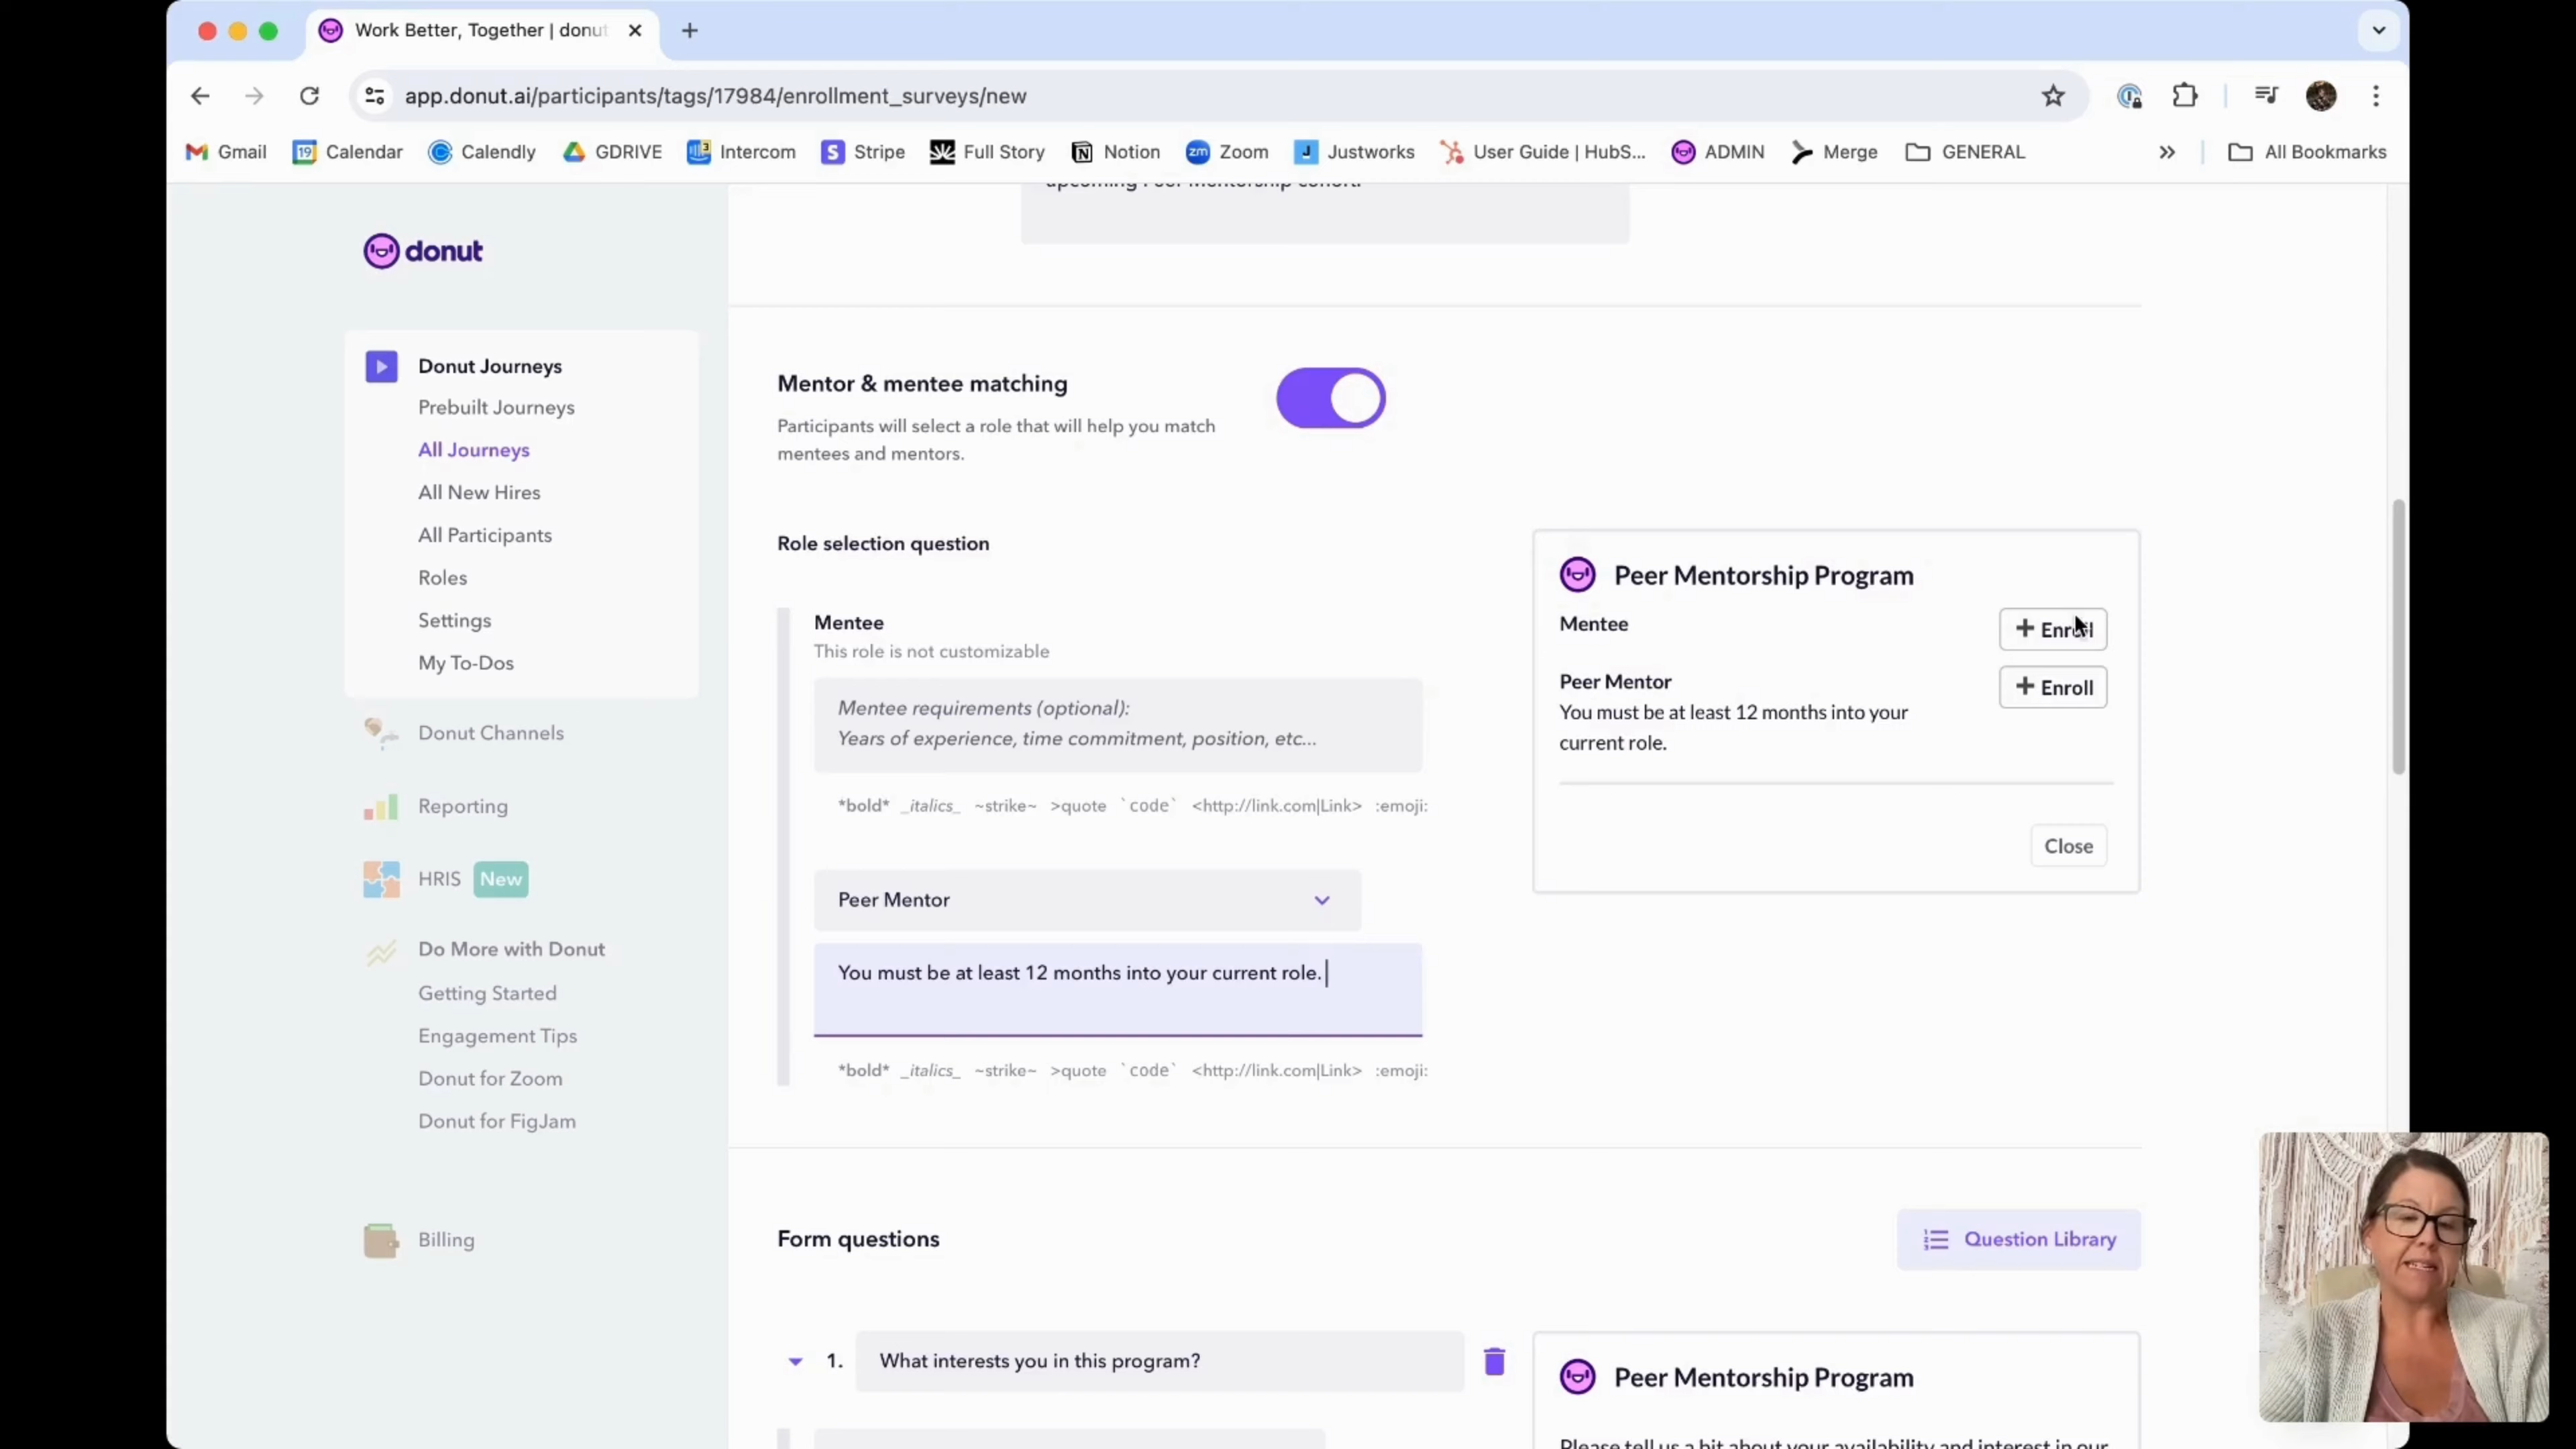 Work Better, Together | donut
app.donut.ai/participants/tags/17984/enrollment_surveys/new
Gmail
19 Calendar
Calendly
GDRIVE
3 Intercom
S Stripe
Full Story
Notion
zm Zoom
J Justworks
User Guide | HubS...
ADMIN
Merge
GENERAL
»
All Bookmarks
upcoming Peer Mentorship cohort.
donut
Donut Journeys
Prebuilt Journeys
All Journeys
All New Hires
All Participants
Roles
Settings
My To-Dos
Donut Channels
Reporting
HRIS New
Do More with Donut
Getting Started
Engagement Tips
Donut for Zoom
Donut for FigJam
Billing
Mentor & mentee matching
Participants will select a role that will help you match
mentees and mentors.
Role selection question
Mentee
This role is not customizable
Mentee requirements (optional):
Years of experience, time commitment, position, etc...
*bold* _italics_ ~strike~ >quote `code` <http://link.com|Link> :emoji:
Peer Mentor
You must be at least 12 months into your current role.
*bold* _italics_ ~strike~ >quote `code` <http://link.com|Link> :emoji:
Peer Mentorship Program
Mentee
+ Enroll
Peer Mentor
+ Enroll
You must be at least 12 months into your
current role.
Close
Form questions
Question Library
1. What interests you in this program?
Peer Mentorship Program
Please tell us a bit about your availability and interest in our